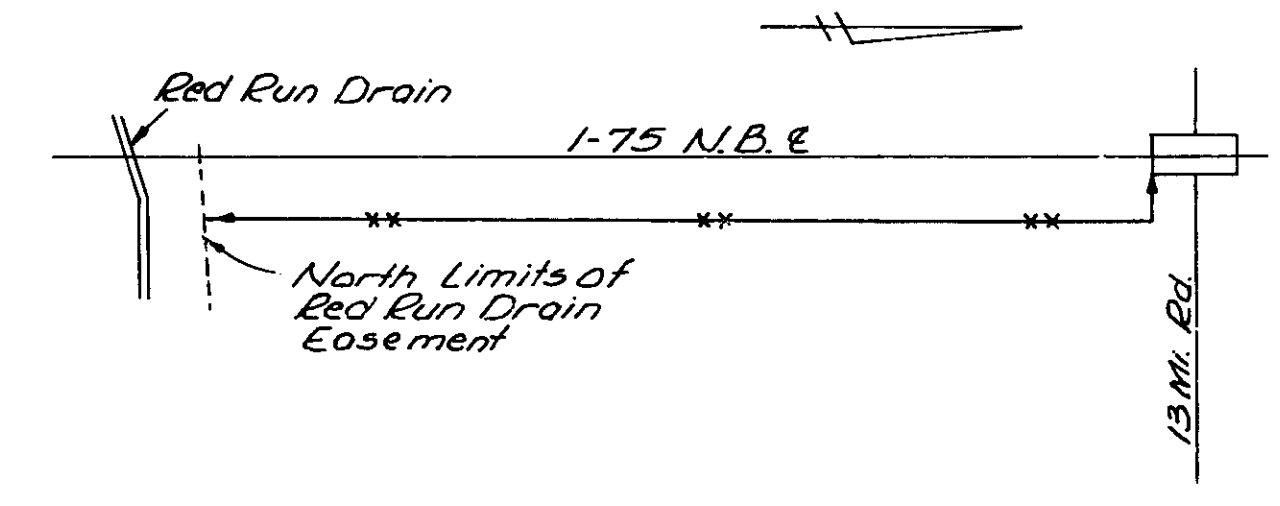 Red Run Drain
I-75 N.B. ℄
North Limits of
Red Run Drain
Easement
13 Mi. Rd.